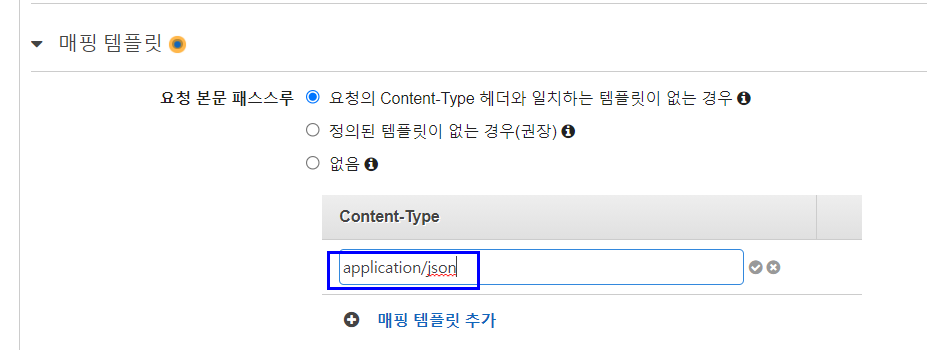 매핑 템플릿
요청 본문 패스스루 요청의 Content-Type 헤더와 일치하는 템플릿이 없는 경우
정의된 템플릿이 없는 경우(권장)
없음
Content-Type
application/json
매핑 템플릿 추가